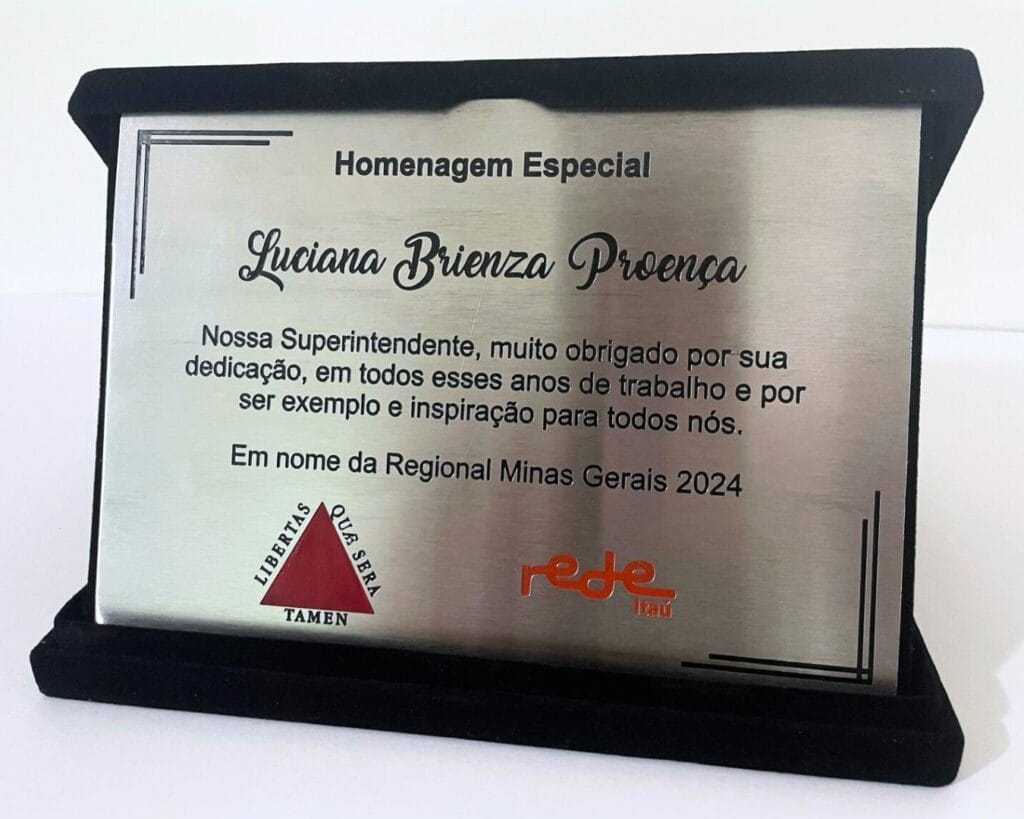 Homenagem Especial
Luciana Brienza Proença
Nossa Superintendente, muito obrigado por sua
dedicação, em todos esses anos de trabalho e por
ser exemplo e inspiração para todos nós.
Em nome da Regional Minas Gerais 2024
LIBERTAS QUÆ SERA
TAMEN
rede
Itaú